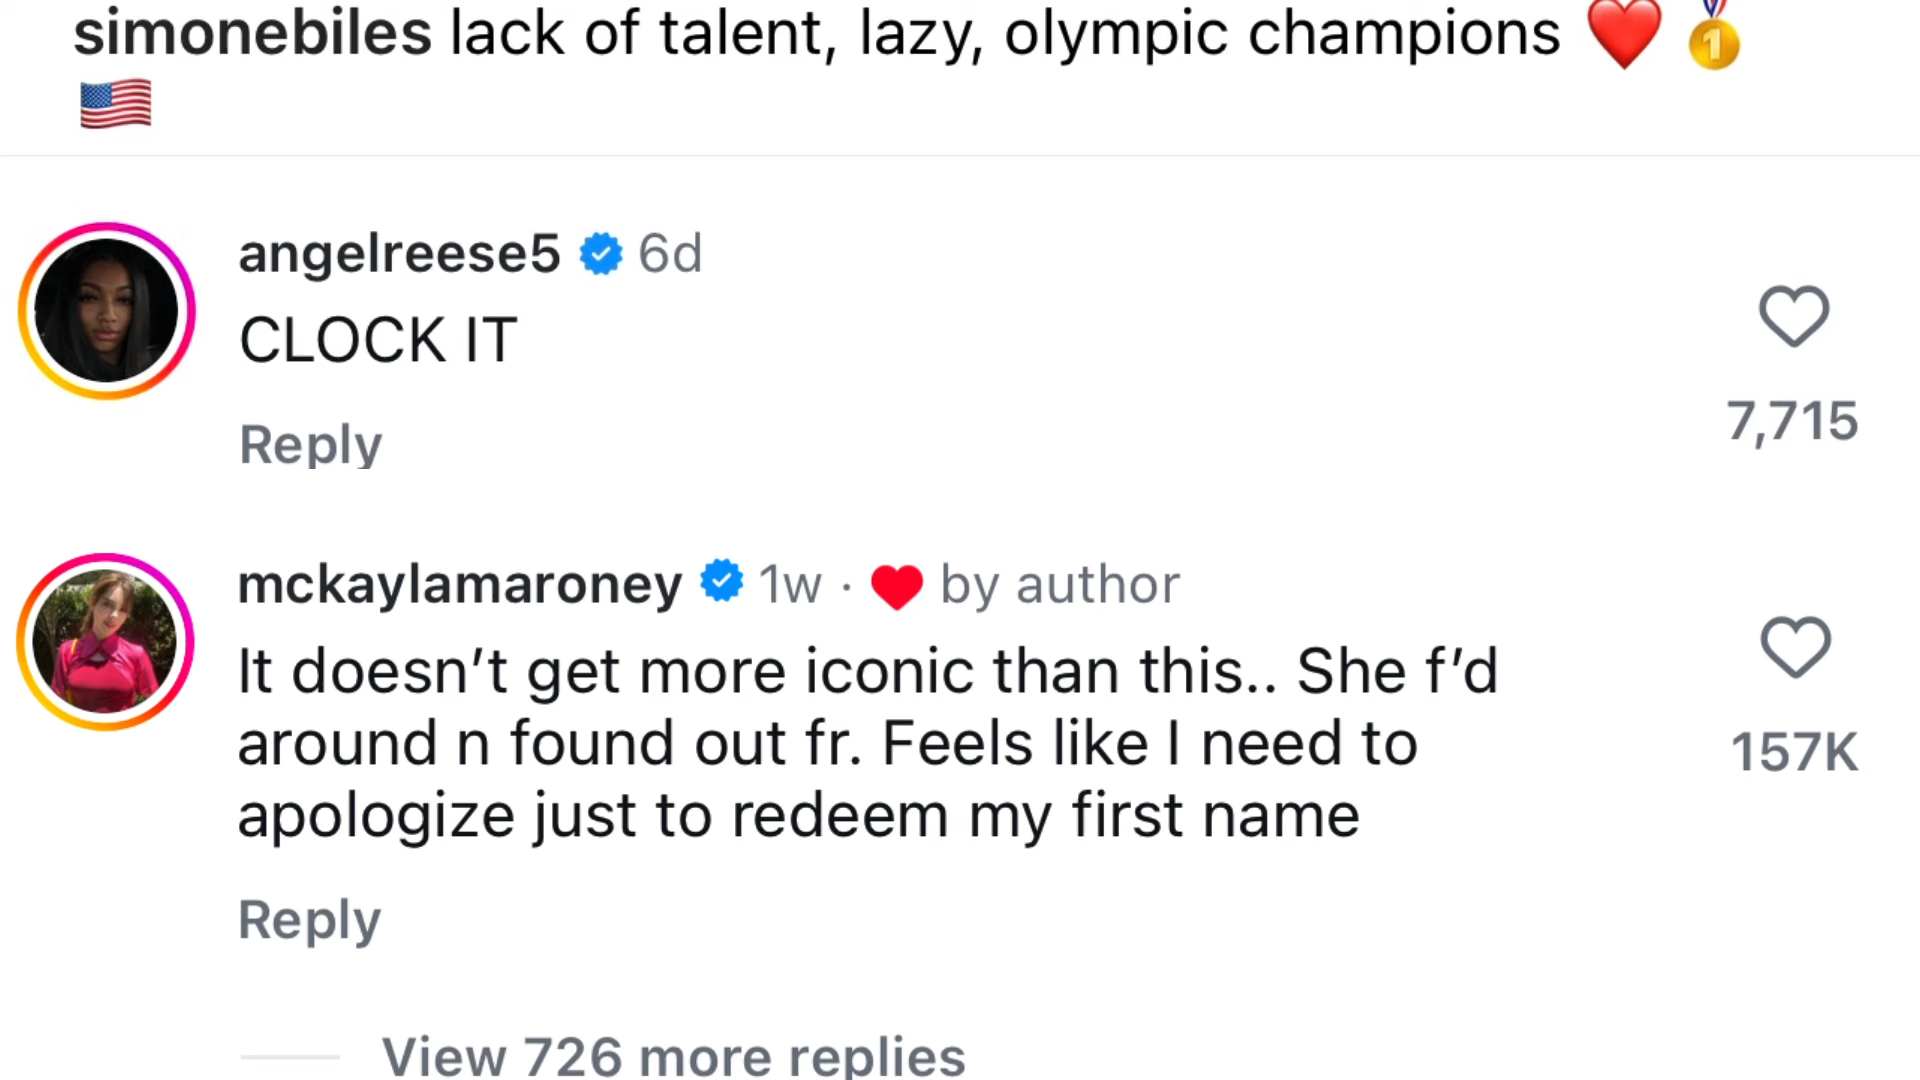 simonebiles lack of talent, lazy, olympic champions ❤️ 🥇
🇺🇸
angelreese5 6d
CLOCK IT
7,715
Reply
mckaylamaroney 1w · ❤️ by author
It doesn’t get more iconic than this.. She f’d
around n found out fr. Feels like I need to
apologize just to redeem my first name
157K
Reply
View 726 more replies